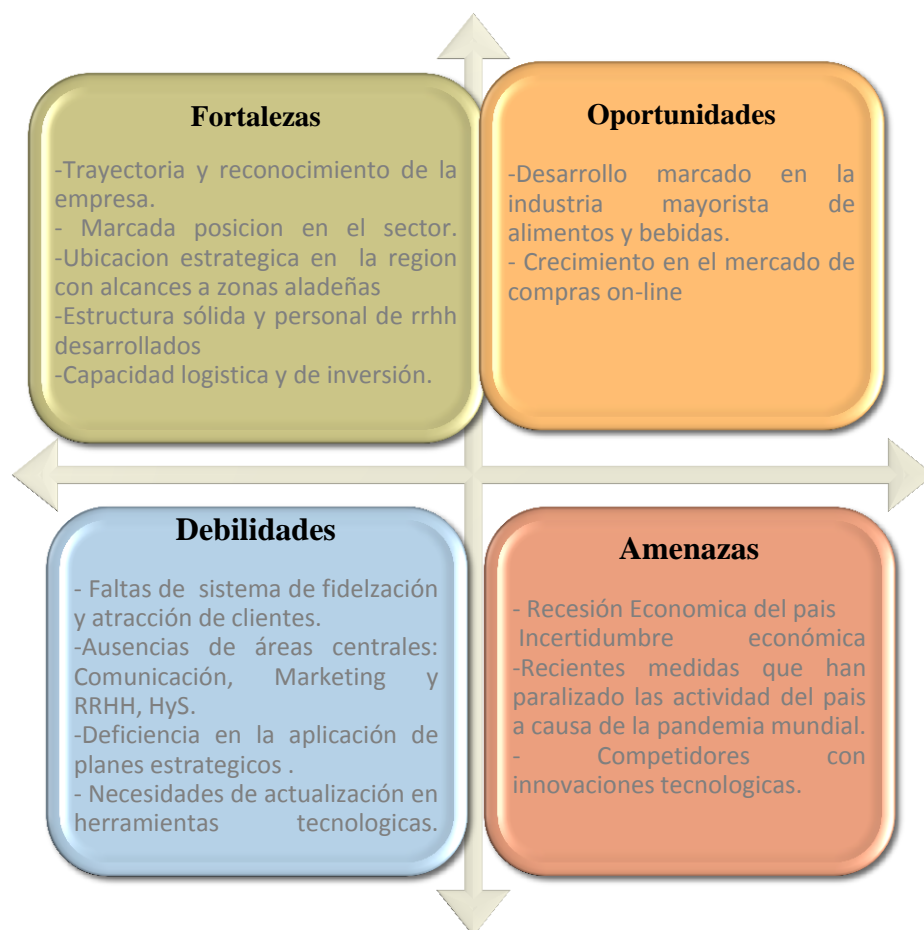 Fortalezas
-Trayectoria y reconocimiento de la
empresa.
- Marcada posicion en el sector.
-Ubicacion estrategica en la region
con alcances a zonas aladeñas
-Estructura sólida y personal de rrhh
desarrollados
-Capacidad logistica y de inversión.
Oportunidades
-Desarrollo marcado en la
industria mayorista de
alimentos y bebidas.
- Crecimiento en el mercado de
compras on-line
Debilidades
- Faltas de sistema de fidelzación
y atracción de clientes.
-Ausencias de áreas centrales:
Comunicación, Marketing y
RRHH, HyS.
-Deficiencia en la aplicación de
planes estrategicos .
- Necesidades de actualización en
herramientas tecnologicas.
Amenazas
- Recesión Economica del pais
Incertidumbre económica
-Recientes medidas que han
paralizado las actividad del pais
a causa de la pandemia mundial.
- Competidores con
innovaciones tecnologicas.